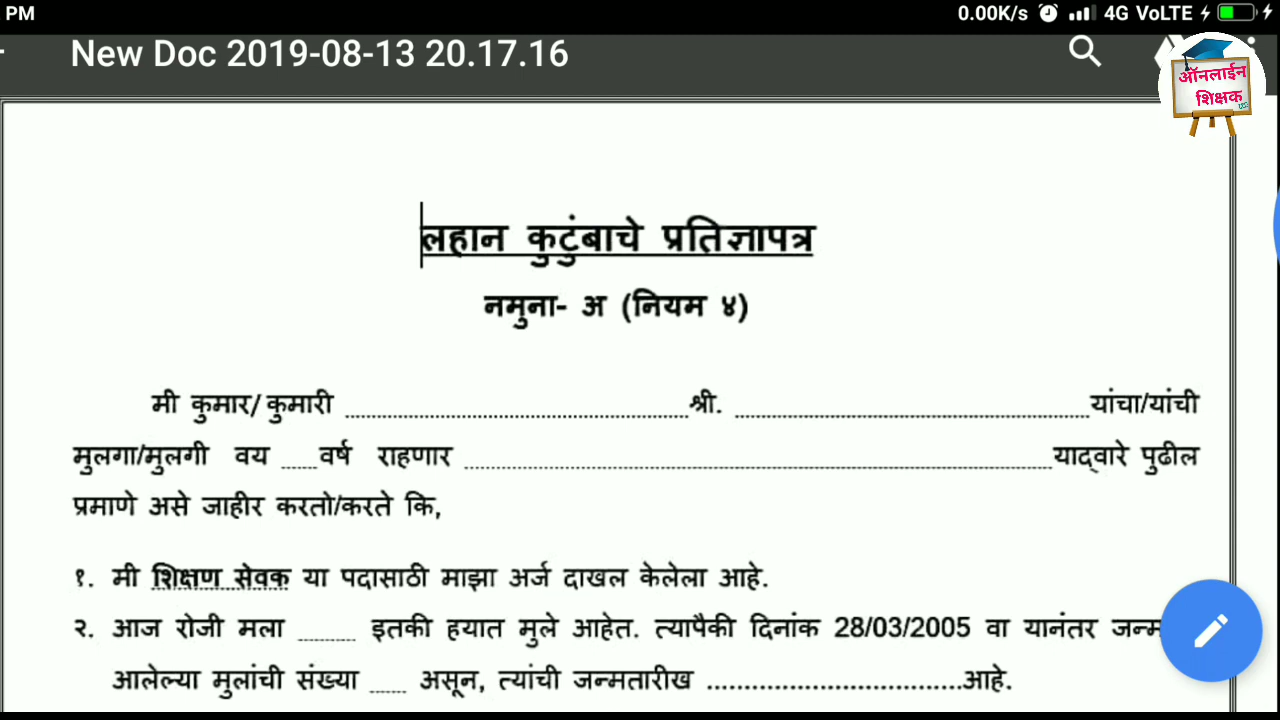 PM 0.00K/s 4G VoLTE
New Doc 2019-08-13 20.17.16
ऑनलाईन
शिक्षक
लहान कुटुंबाचे प्रतिज्ञापत्र
नमुना- अ (नियम ४)
मी कुमार/ कुमारी ........................ श्री. ........................ यांचा/यांची
मुलगा/मुलगी वय ......वर्ष राहणार ........................ याद्वारे पुढील
प्रमाणे असे जाहीर करतो/करते कि,
१. मी शिक्षण सेवक या पदासाठी माझा अर्ज दाखल केलेला आहे.
२. आज रोजी मला ........ इतकी हयात मुले आहेत. त्यापैकी दिनांक 28/03/2005 वा यानंतर जन्म
आलेल्या मुलांची संख्या ...... असून, त्यांची जन्मतारीख ..................................आहे.